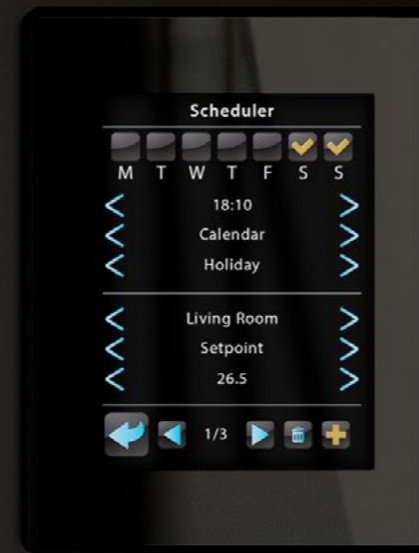 Scheduler
M T W T F S S
18:10
Calendar
Holiday
Living Room
Setpoint
26.5
1/3